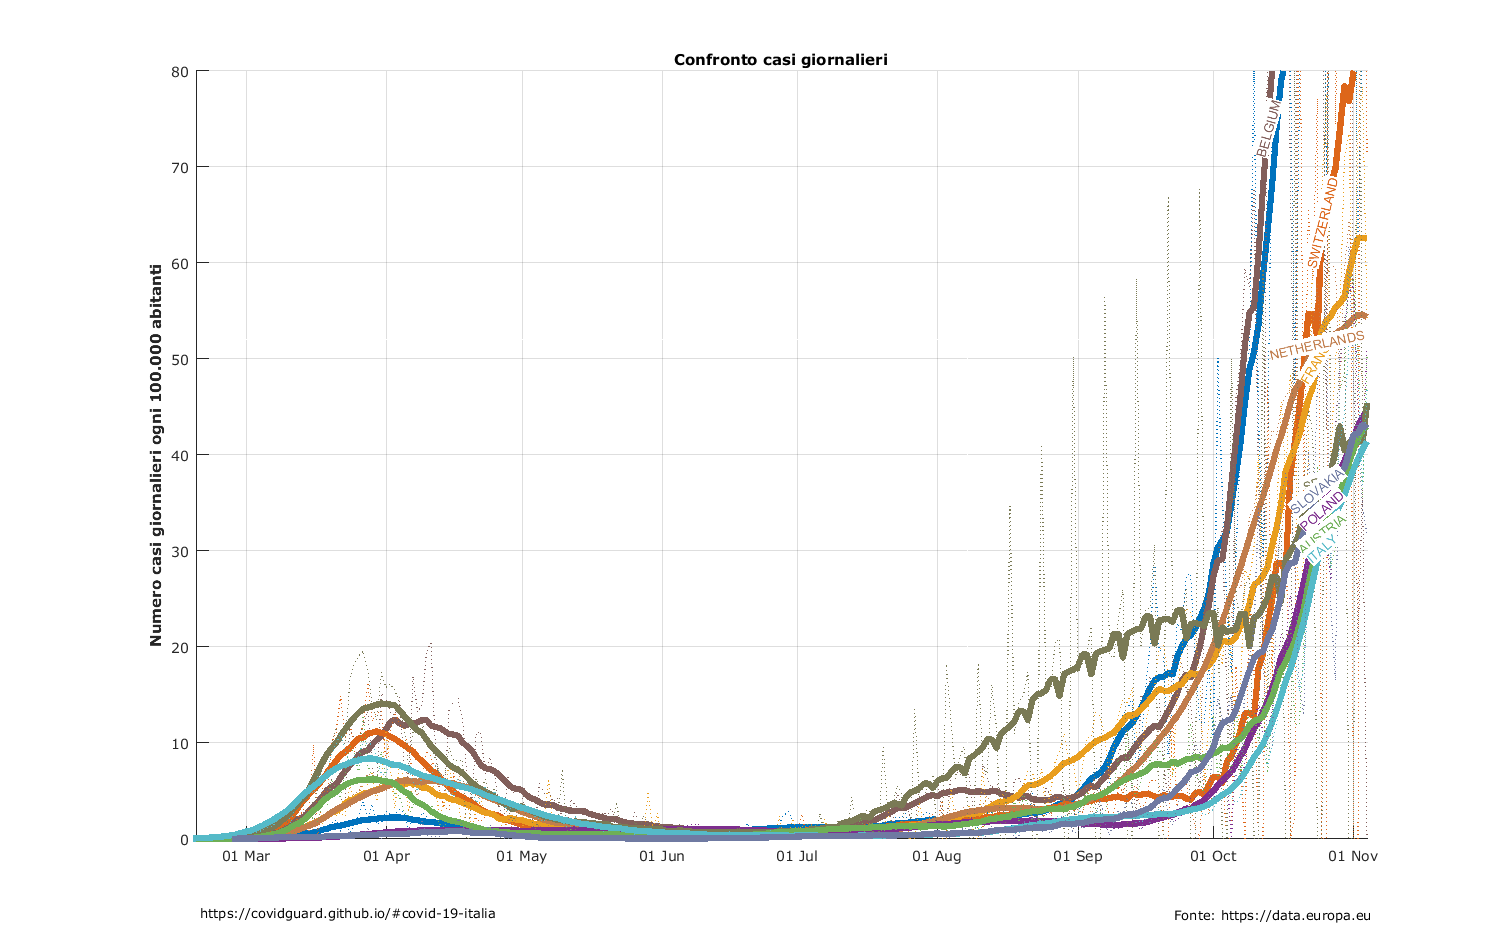 Confronto casi giornalieri
Numero casi giornalieri ogni 100.000 abitanti
80
70
60
50
40
30
20
10
0
BELGIUM
SWITZERLAND
NETHERLANDS
SLOVAKIA
POLAND
AUSTRIA
ITALY
01 Mar
01 Apr
01 May
01 Jun
01 Jul
01 Aug
01 Sep
01 Oct
01 Nov
https://covidguard.github.io/#covid-19-italia
Fonte: https://data.europa.eu